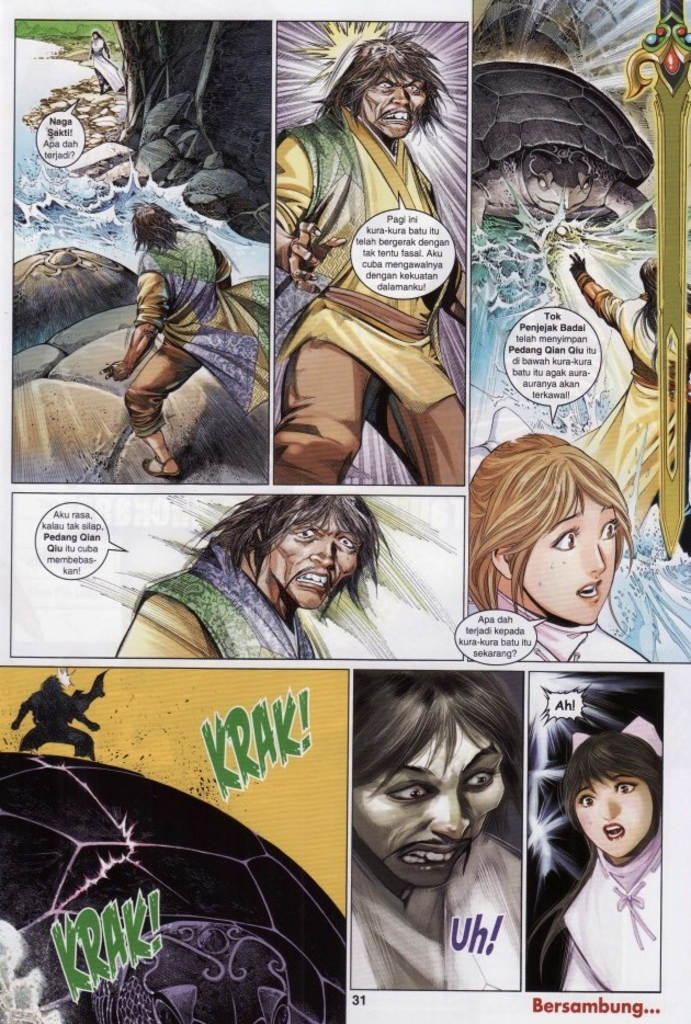 Naga
Sakti!
Apa dah
terjadi?
Pagi ini
kura-kura batu itu
telah bergerak dengan
tak tentu fasal. Aku
cuba mengawalnya
dengan kekuatan
dalamanku!
Tok
Penjejak Badai
telah menyimpan
Pedang Qian Qiu itu
di bawah kura-kura
batu itu agak aura-
auranya akan
terkawal!
Aku rasa,
kalau tak silap,
Pedang Qian
Qiu itu cuba
membebas-
kan!
Apa dah
terjadi kepada
kura-kura batu itu
sekarang?
KRAK!
KRAK!
Uh!
Ah!
31
Bersambung...